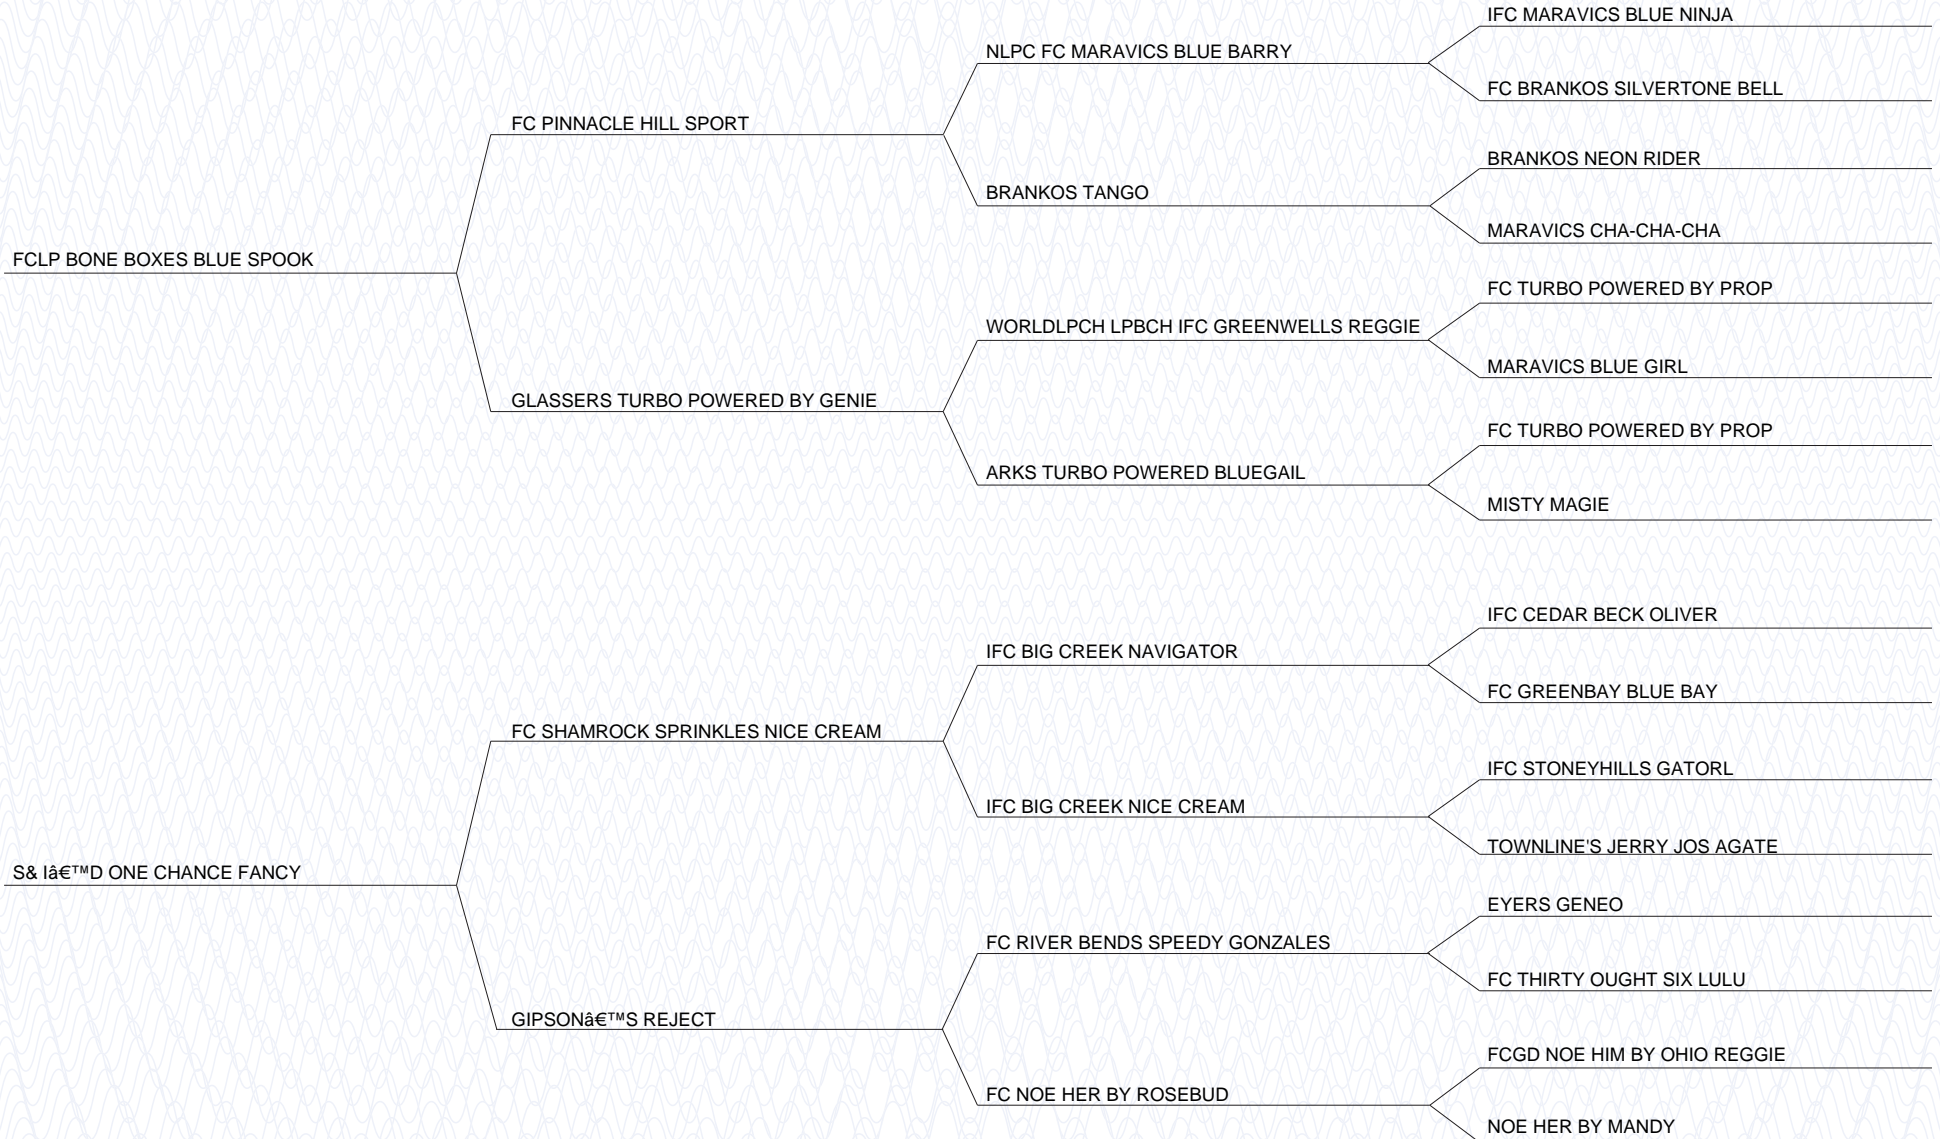 IFC MARAVICS BLUE NINJA
NLPC FC MARAVICS BLUE BARRY
FC BRANKOS SILVERTONE BELL
FC PINNACLE HILL SPORT
BRANKOS NEON RIDER
BRANKOS TANGO
MARAVICS CHA-CHA-CHA
FCLP BONE BOXES BLUE SPOOK
FC TURBO POWERED BY PROP
WORLDLPCH LPBCH IFC GREENWELLS REGGIE
MARAVICS BLUE GIRL
GLASSERS TURBO POWERED BY GENIE
FC TURBO POWERED BY PROP
ARKS TURBO POWERED BLUEGAIL
MISTY MAGIE
IFC CEDAR BECK OLIVER
IFC BIG CREEK NAVIGATOR
FC GREENBAY BLUE BAY
FC SHAMROCK SPRINKLES NICE CREAM
IFC STONEYHILLS GATORL
IFC BIG CREEK NICE CREAM
TOWNLINE'S JERRY JOS AGATE
S& Iâ€™D ONE CHANCE FANCY
EYERS GENEO
FC RIVER BENDS SPEEDY GONZALES
FC THIRTY OUGHT SIX LULU
GIPSONâ€™S REJECT
FCGD NOE HIM BY OHIO REGGIE
FC NOE HER BY ROSEBUD
NOE HER BY MANDY